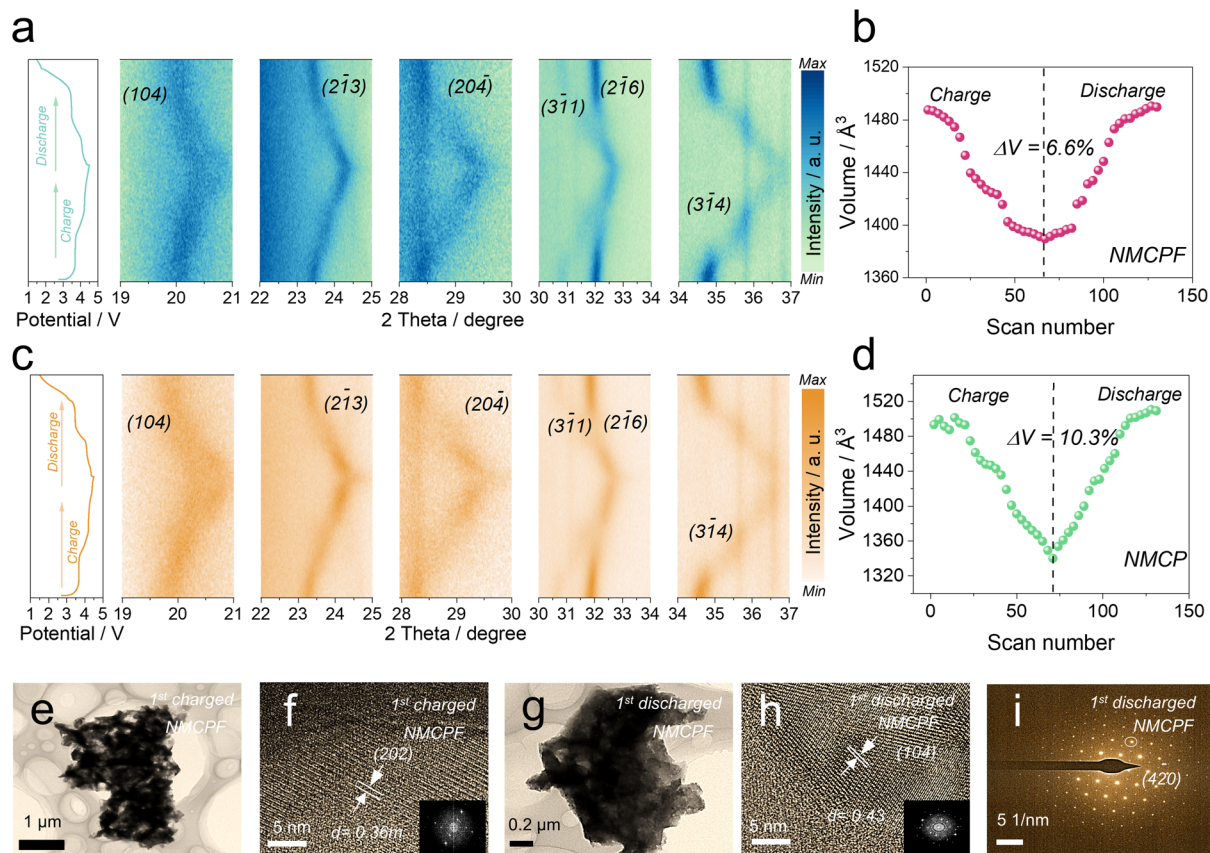 a
Discharge
Charge
1 2 3 4 5
Potential / V
(104)
19 20 21
(21̄3)
22 23 24 25
(204̄)
28 29 30
2 Theta / degree
(31̄1)
(21̄6)
30 31 32 33 34
(31̄4)
34 35 36 37
Max
Intensity / a. u.
Min
b
1520
1480
1440
1400
1360
Volume / Å³
Charge
Discharge
ΔV = 6.6%
NMCPF
0 50 100 150
Scan number
c
Discharge
Charge
1 2 3 4 5
Potential / V
(104)
19 20 21
(21̄3)
22 23 24 25
(204̄)
28 29 30
2 Theta / degree
(31̄1)
(21̄6)
30 31 32 33 34
(31̄4)
34 35 36 37
Max
Intensity / a. u.
Min
d
1520
1480
1440
1400
1360
1320
Volume / Å³
Charge
Discharge
ΔV = 10.3%
NMCP
0 50 100 150
Scan number
e
1st charged
NMCPF
1 µm
f
1st charged
NMCPF
(202)
d= 0.36m
5 nm
g
1st discharged
NMCPF
0.2 µm
h
1st discharged
NMCPF
(104)
d= 0.43
5 nm
i
1st discharged
NMCPF
(42̄0)
5 1/nm